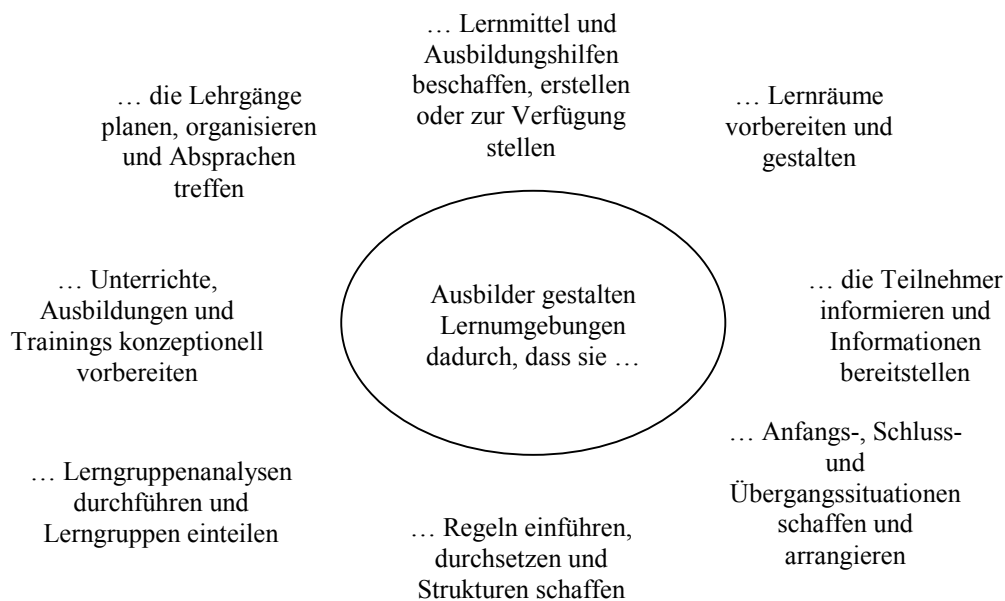 … Lernmittel und
Ausbildungshilfen
beschaffen, erstellen
oder zur Verfügung
stellen
… die Lehrgänge
planen, organisieren
und Absprachen
treffen
… Lernräume
vorbereiten und
gestalten
… Unterrichte,
Ausbildungen und
Trainings konzeptionell
vorbereiten
Ausbilder gestalten
Lernumgebungen
dadurch, dass sie …
… die Teilnehmer
informieren und
Informationen
bereitstellen
… Lerngruppenanalysen
durchführen und
Lerngruppen einteilen
… Regeln einführen,
durchsetzen und
Strukturen schaffen
… Anfangs-, Schluss-
und
Übergangssituationen
schaffen und
arrangieren